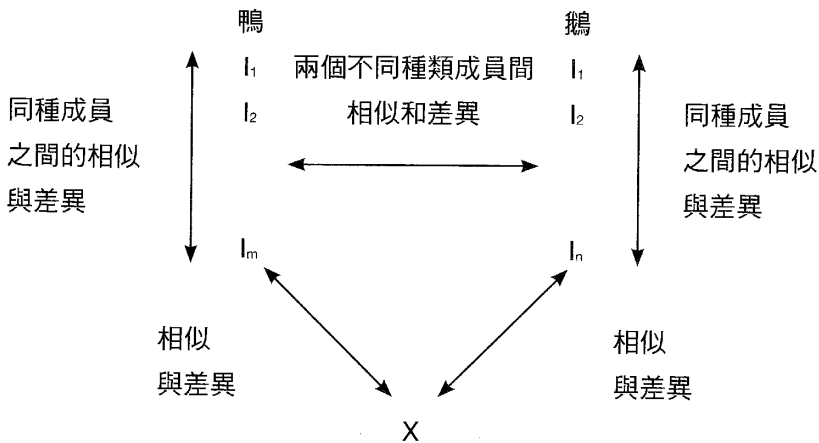 鴨
鵝
I₁ 兩個不同種類成員間 I₁
I₂ 相似和差異 I₂
同種成員
之間的相似
與差異
同種成員
之間的相似
與差異
Iₘ
Iₙ
相似
與差異
相似
與差異
X